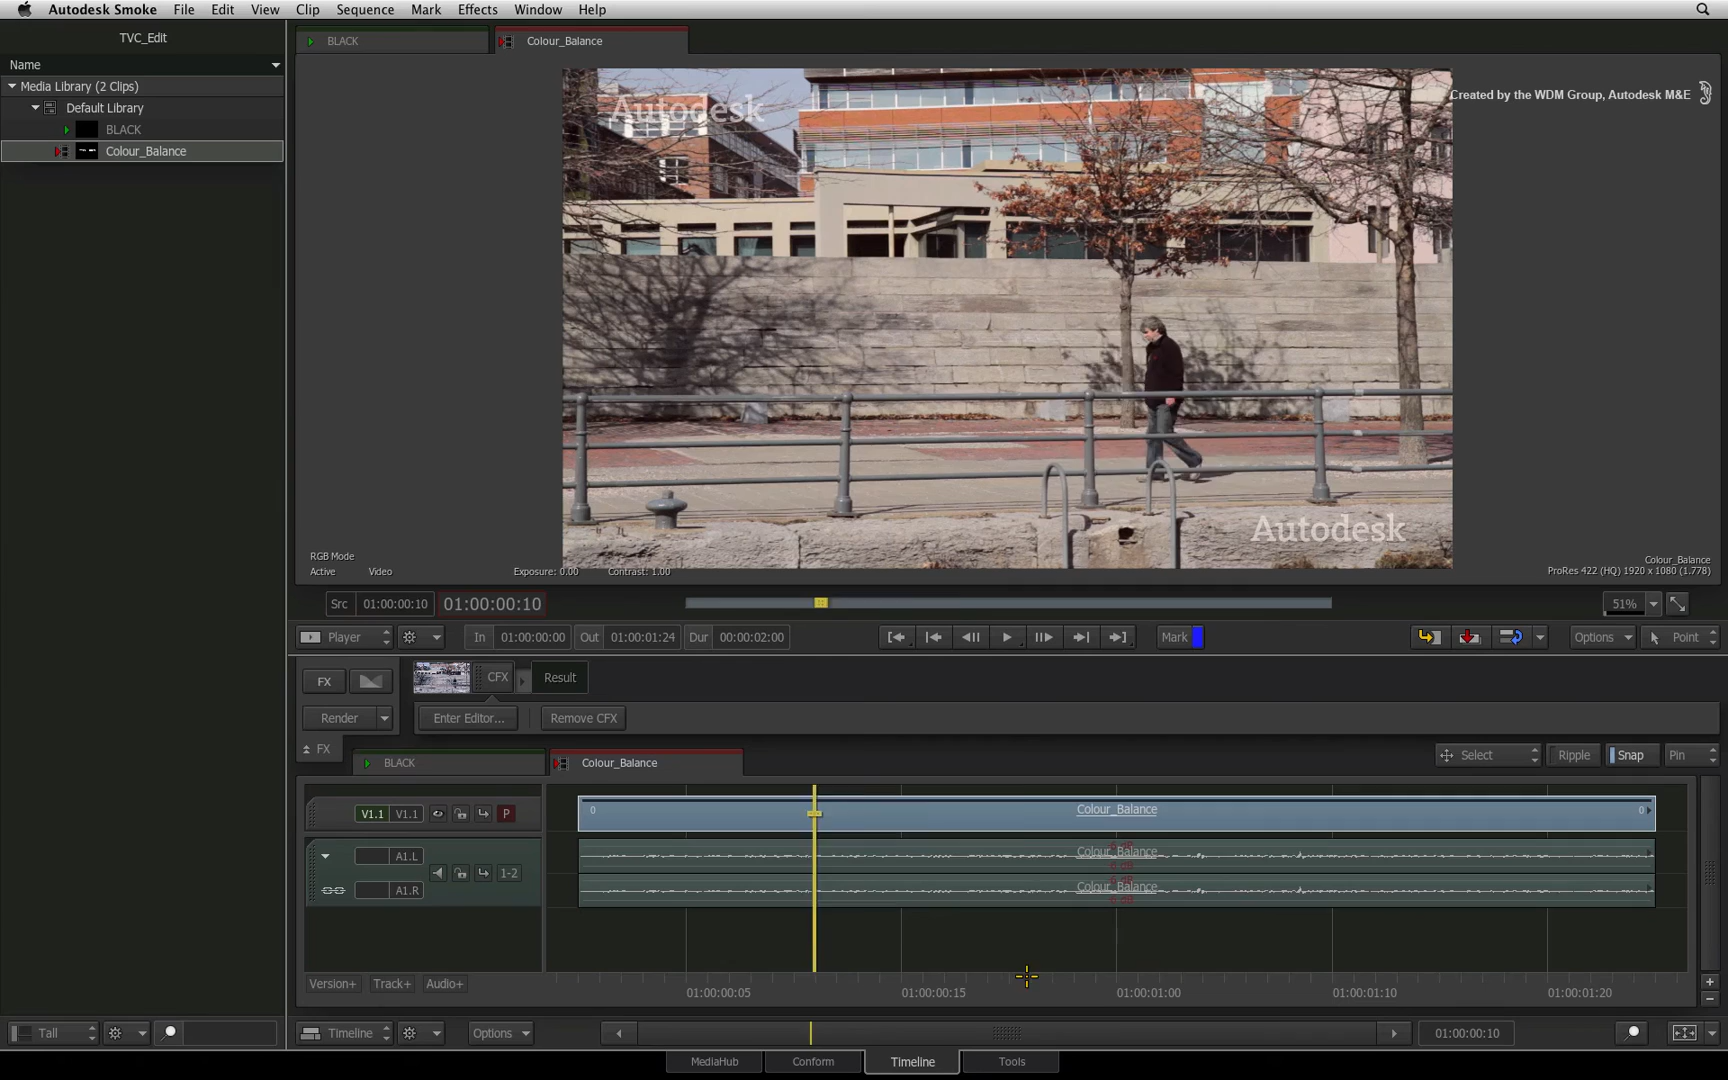 Autodesk Smoke File Edit View Clip Sequence Mark Effects Window Help
TVC_Edit
BLACK Colour_Balance
Name
Media Library (2 Clips)
Default Library
BLACK
Colour_Balance
Autodesk
Created by the WDM Group, Autodesk M&E
Autodesk
RGB Mode
Active Video Exposure: 0.00 Contrast: 1.00
Colour_Balance
ProRes 422 (HQ) 1920 x 1080 (1.778)
Src 01:00:00:10 01:00:00:10 51%
Player In 01:00:00:00 Out 01:00:01:24 Dur 00:00:02:00 Mark Options Point
FX CFX Result
Render Enter Editor... Remove CFX
FX
BLACK Colour_Balance Select Ripple Snap Pin
V1.1 V1.1 P 0 Colour_Balance 0
A1.L Colour_Balance
1-2
A1.R Colour_Balance
Version+ Track+ Audio+
01:00:00:05 01:00:00:15 01:00:01:00 01:00:01:10 01:00:01:20
Tall Timeline Options 01:00:00:10
MediaHub Conform Timeline Tools